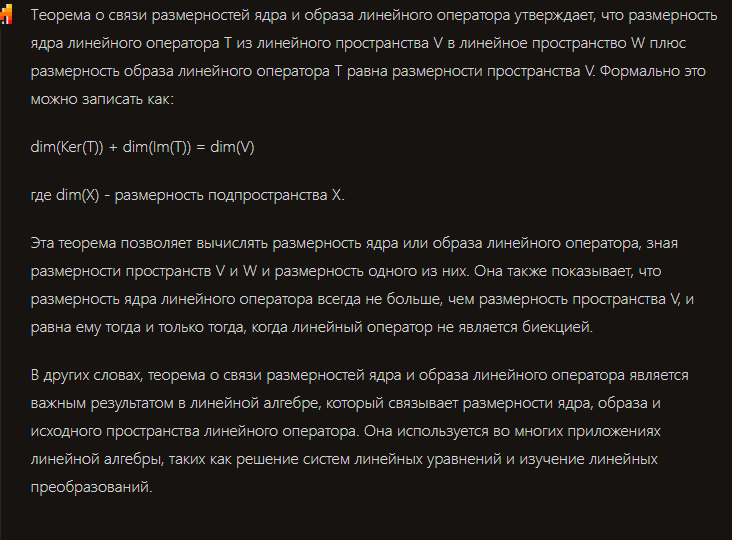 Теорема о связи размерностей ядра и образа линейного оператора утверждает, что размерность
ядра линейного оператора T из линейного пространства V в линейное пространство W плюс
размерность образа линейного оператора T равна размерности пространства V. Формально это
можно записать как:
dim(Ker(T)) + dim(Im(T)) = dim(V)
где dim(X) - размерность подпространства X.
Эта теорема позволяет вычислять размерность ядра или образа линейного оператора, зная
размерности пространств V и W и размерность одного из них. Она также показывает, что
размерность ядра линейного оператора всегда не больше, чем размерность пространства V, и
равна ему тогда и только тогда, когда линейный оператор не является биекцией.
В других словах, теорема о связи размерностей ядра и образа линейного оператора является
важным результатом в линейной алгебре, который связывает размерности ядра, образа и
исходного пространства линейного оператора. Она используется во многих приложениях
линейной алгебры, таких как решение систем линейных уравнений и изучение линейных
преобразований.